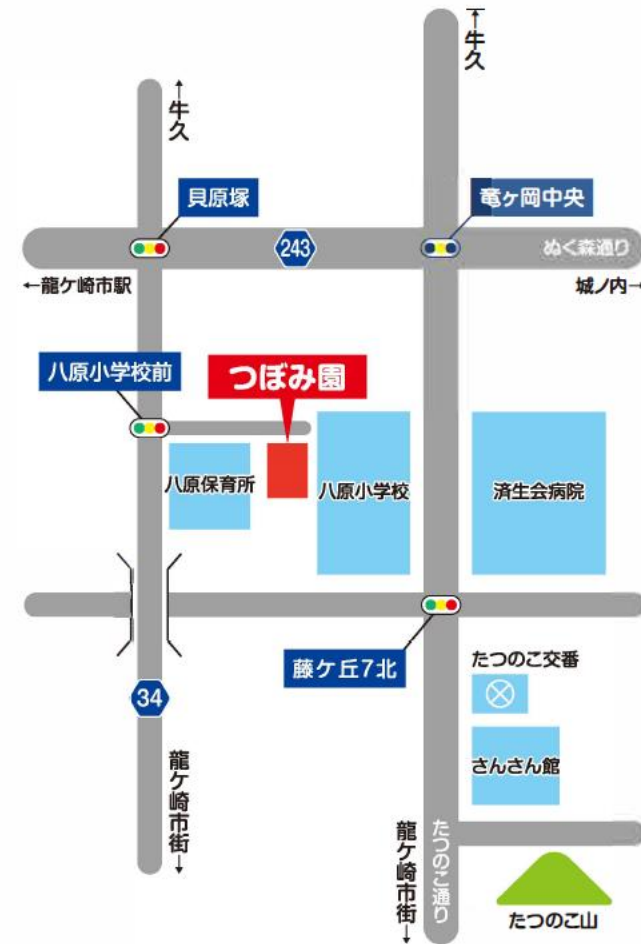 ↑牛久
↑牛久
貝原塚
竜ヶ岡中央
243
ぬく森通り
←龍ケ崎市駅
城ノ内→
八原小学校前
つぼみ園
八原保育所
八原小学校
済生会病院
藤ケ丘7北
たつのこ交番
34
さんさん館
龍ケ崎市街→
龍ケ崎市街→
たつのこ通り
たつのこ山